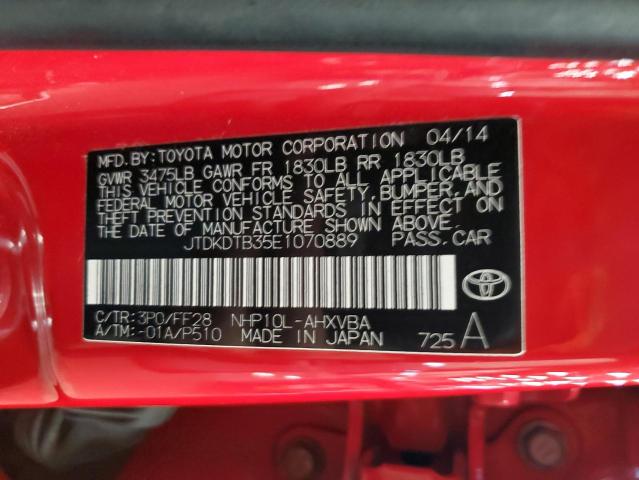 MFD. BY: TOYOTA MOTOR CORPORATION 04/14
GVWR 3475LB GAWR FR 1830LB RR 1830LB
THIS VEHICLE CONFORMS TO ALL APPLICABLE
FEDERAL MOTOR VEHICLE SAFETY, BUMPER, AND
THEFT PREVENTION STANDARDS IN EFFECT ON
THE DATE OF MANUFACTURE SHOWN ABOVE.
JTDKDTB35E1070889 PASS. CAR
C/TR: 3P0/FF28 NHP10L-AHXVBA
A/TM: -01A/P510 MADE IN JAPAN 725 A